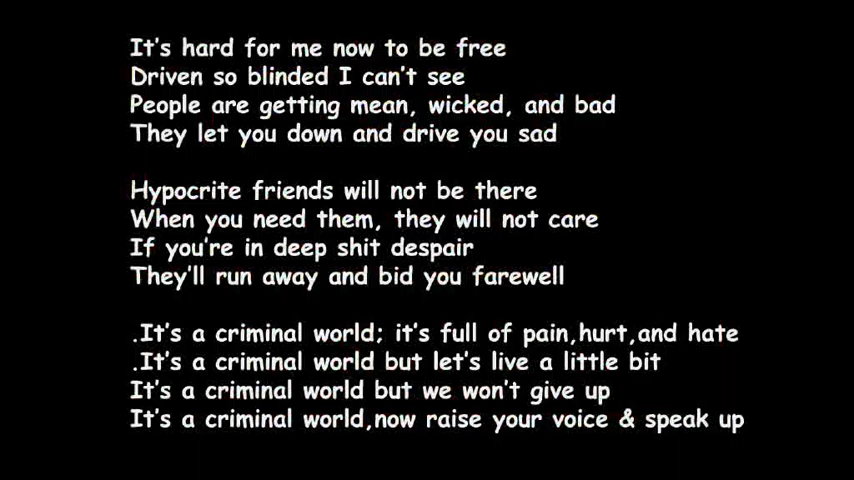 It's hard for me now to be free
Driven so blinded I can't see
People are getting mean, wicked, and bad
They let you down and drive you sad
Hypocrite friends will not be there
When you need them, they will not care
If you're in deep shit despair
They'll run away and bid you farewell
.It's a criminal world; it's full of pain,hurt,and hate
.It's a criminal world but let's live a little bit
It's a criminal world but we won't give up
It's a criminal world,now raise your voice & speak up